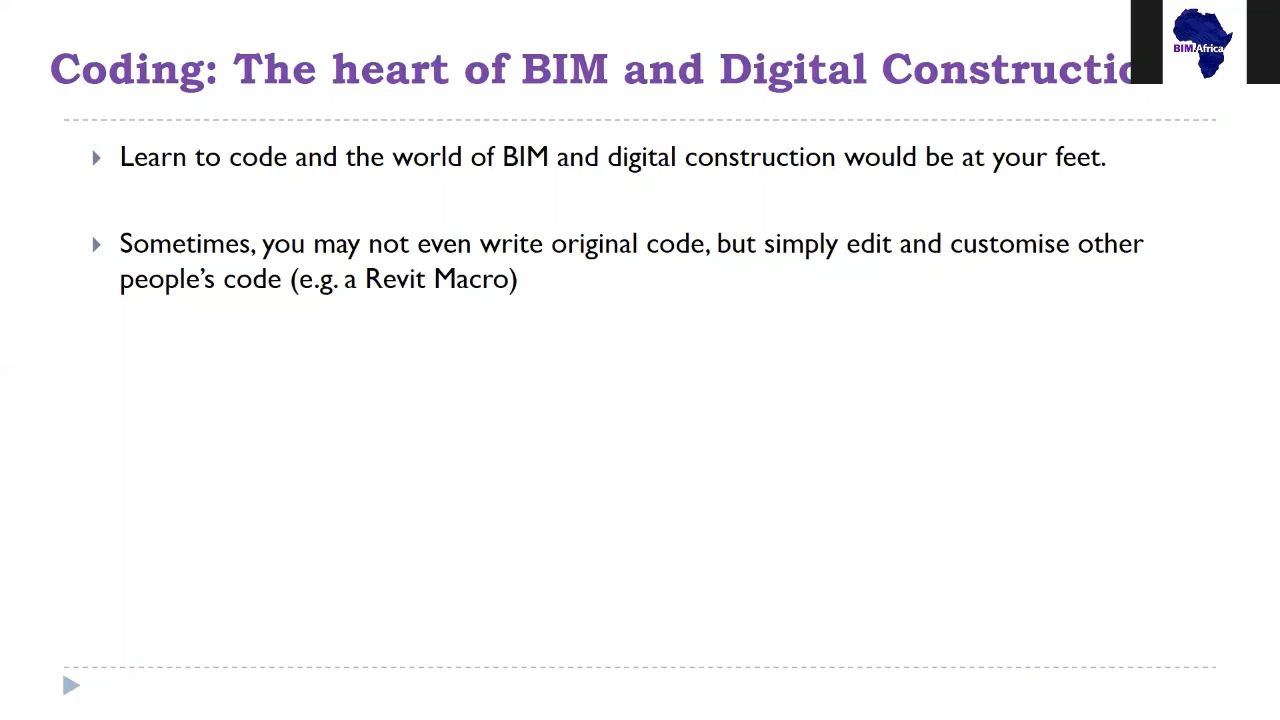 Coding: The heart of BIM and Digital Constructio
BIM Africa
Learn to code and the world of BIM and digital construction would be at your feet.
Sometimes, you may not even write original code, but simply edit and customise other
people’s code (e.g. a Revit Macro)